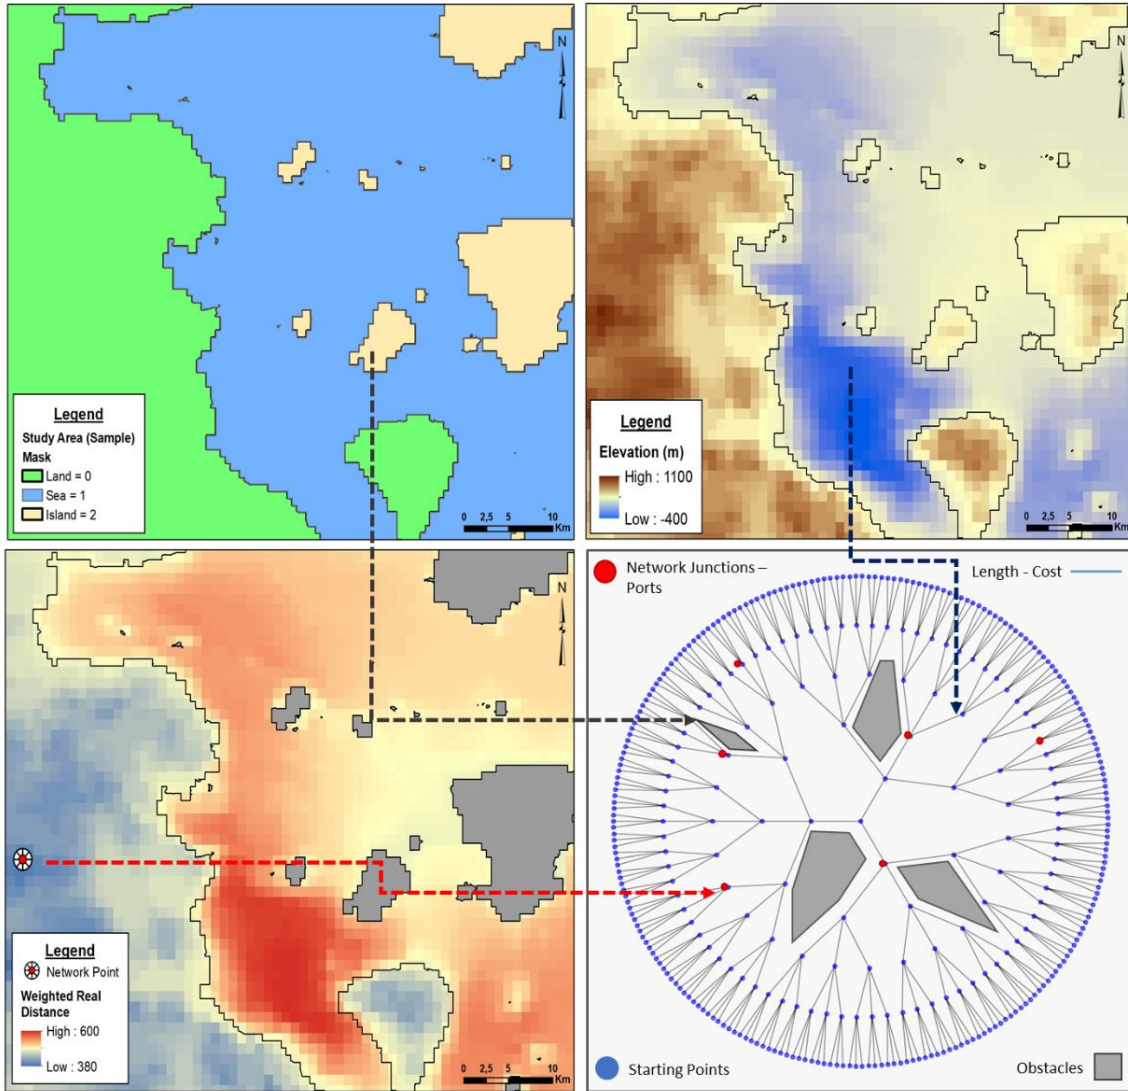 N
Legend
Study Area (Sample)
Mask
Land = 0
Sea = 1
Island = 2
0 2,5 5 10
Km
N
Legend
Elevation (m)
High : 1100
Low : -400
0 2,5 5 10
Km
N
Legend
Network Point
Weighted Real
Distance
High : 600
Low : 380
0 2,5 5 10
Km
Network Junctions –
Ports
Length - Cost
Starting Points
Obstacles